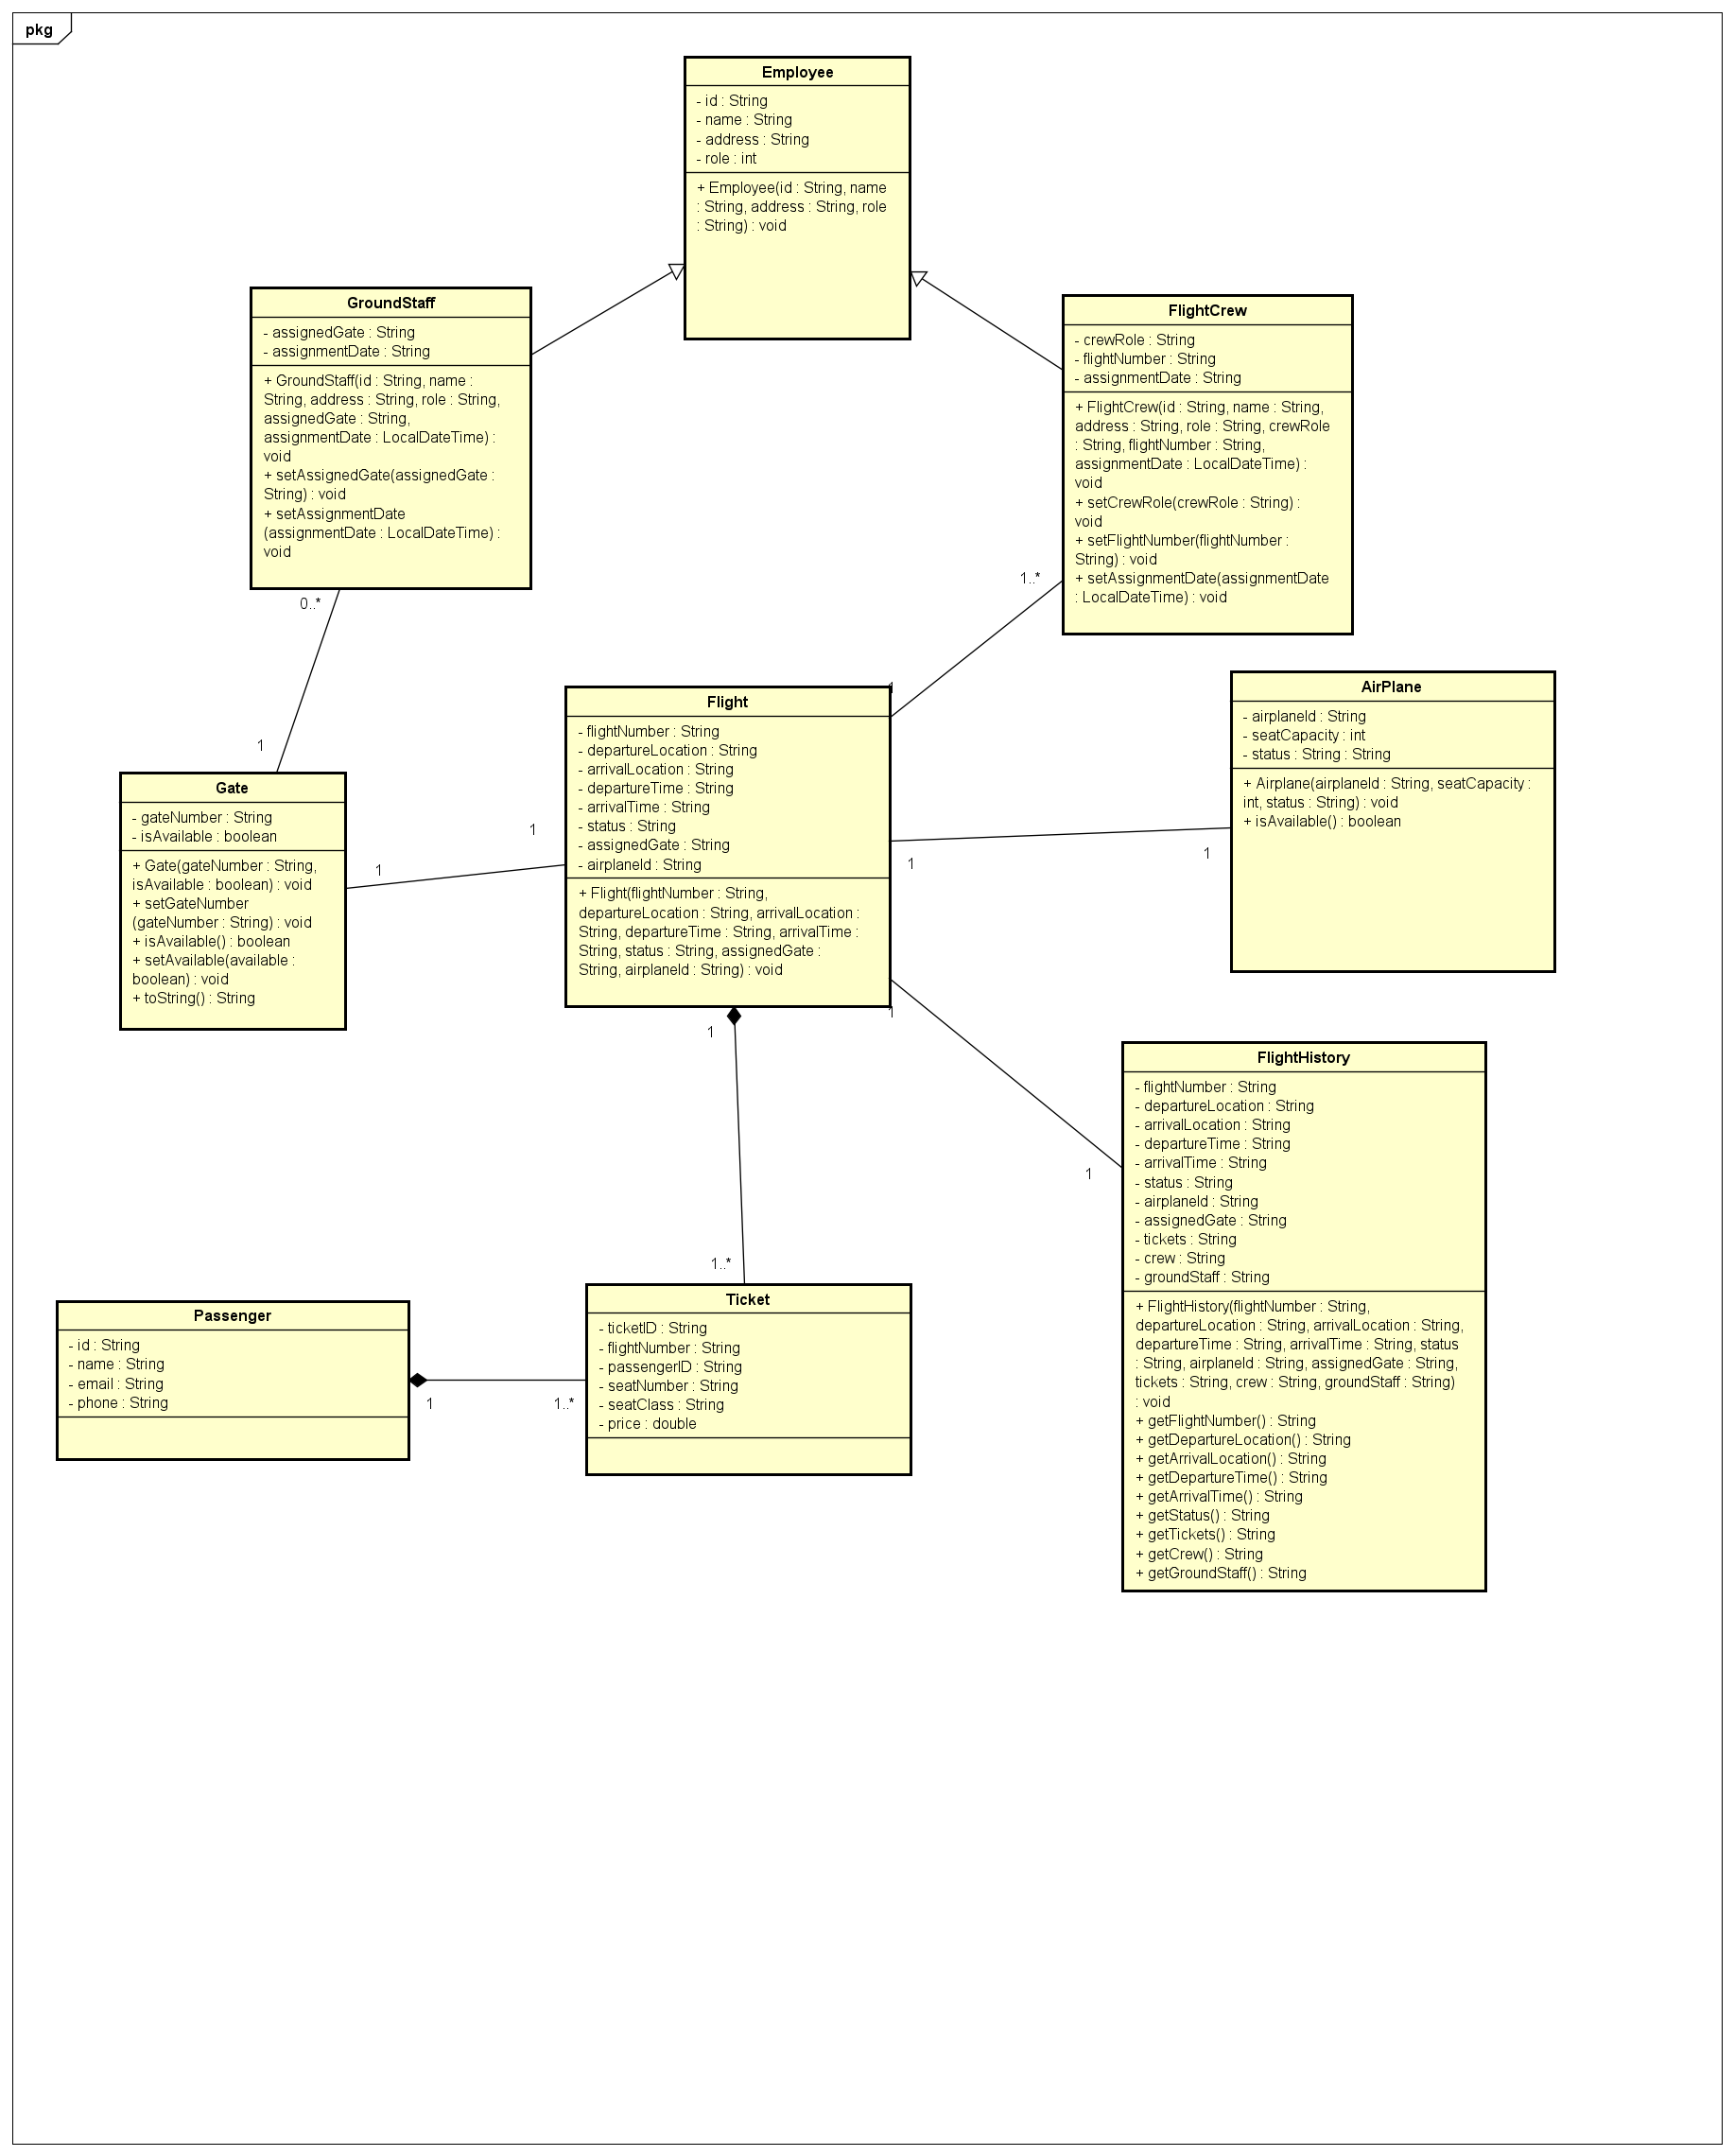 pkg
Employee
- id : String
- name : String
- address : String
- role : int
+ Employee(id : String, name
: String, address : String, role
: String) : void
GroundStaff
- assignedGate : String
- assignmentDate : String
+ GroundStaff(id : String, name :
String, address : String, role : String,
assignedGate : String,
assignmentDate : LocalDateTime) :
void
+ setAssignedGate(assignedGate :
String) : void
+ setAssignmentDate
(assignmentDate : LocalDateTime) :
void
0..*
1
FlightCrew
- crewRole : String
- flightNumber : String
- assignmentDate : String
+ FlightCrew(id : String, name : String,
address : String, role : String, crewRole
: String, flightNumber : String,
assignmentDate : LocalDateTime) :
void
+ setCrewRole(crewRole : String) :
void
+ setFlightNumber(flightNumber :
String) : void
+ setAssignmentDate(assignmentDate
: LocalDateTime) : void
1..*
1
Gate
- gateNumber : String
- isAvailable : boolean
+ Gate(gateNumber : String,
isAvailable : boolean) : void
+ setGateNumber
(gateNumber : String) : void
+ isAvailable() : boolean
+ setAvailable(available :
boolean) : void
+ toString() : String
1
1
Flight
- flightNumber : String
- departureLocation : String
- arrivalLocation : String
- departureTime : String
- arrivalTime : String
- status : String
- assignedGate : String
- airplaneId : String
+ Flight(flightNumber : String,
departureLocation : String, arrivalLocation :
String, departureTime : String, arrivalTime :
String, status : String, assignedGate :
String, airplaneId : String) : void
1
1
AirPlane
- airplaneId : String
- seatCapacity : int
- status : String : String
+ Airplane(airplaneId : String, seatCapacity :
int, status : String) : void
+ isAvailable() : boolean
1
1
1
1..*
FlightHistory
- flightNumber : String
- departureLocation : String
- arrivalLocation : String
- departureTime : String
- arrivalTime : String
- status : String
- airplaneId : String
- assignedGate : String
- tickets : String
- crew : String
- groundStaff : String
+ FlightHistory(flightNumber : String,
departureLocation : String, arrivalLocation : String,
departureTime : String, arrivalTime : String, status
: String, airplaneId : String, assignedGate : String,
tickets : String, crew : String, groundStaff : String)
: void
+ getFlightNumber() : String
+ getDepartureLocation() : String
+ getArrivalLocation() : String
+ getDepartureTime() : String
+ getArrivalTime() : String
+ getStatus() : String
+ getTickets() : String
+ getCrew() : String
+ getGroundStaff() : String
Passenger
- id : String
- name : String
- email : String
- phone : String
1
1..*
Ticket
- ticketID : String
- flightNumber : String
- passengerID : String
- seatNumber : String
- seatClass : String
- price : double